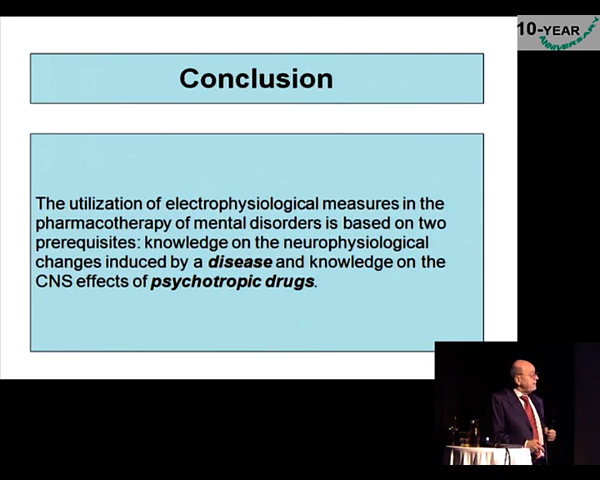 10-YEAR
ANNIVERSARY
Conclusion
The utilization of electrophysiological measures in the
pharmacotherapy of mental disorders is based on two
prerequisites: knowledge on the neurophysiological
changes induced by a disease and knowledge on the
CNS effects of psychotropic drugs.